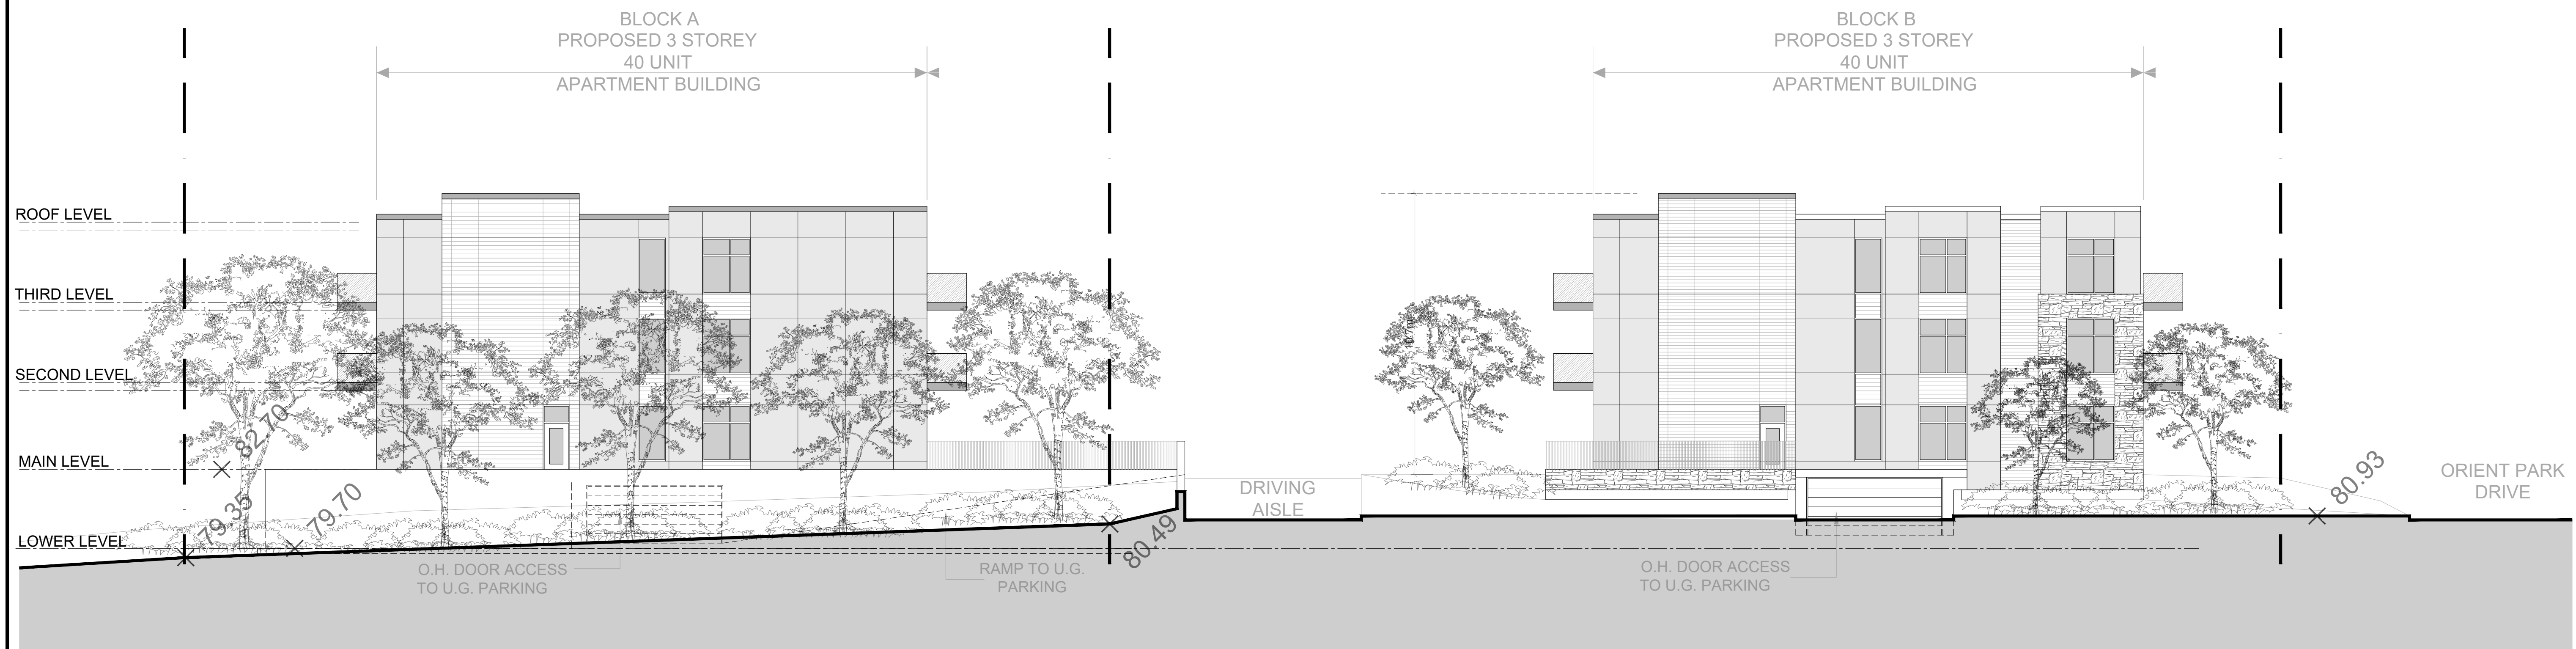 BLOCK A
PROPOSED 3 STOREY
40 UNIT
APARTMENT BUILDING
BLOCK B
PROPOSED 3 STOREY
40 UNIT
APARTMENT BUILDING
ROOF LEVEL
THIRD LEVEL
SECOND LEVEL
MAIN LEVEL
LOWER LEVEL
82.70
79.35
79.70
80.49
80.93
DRIVING
AISLE
ORIENT PARK
DRIVE
O.H. DOOR ACCESS
TO U.G. PARKING
RAMP TO U.G.
PARKING
O.H. DOOR ACCESS
TO U.G. PARKING